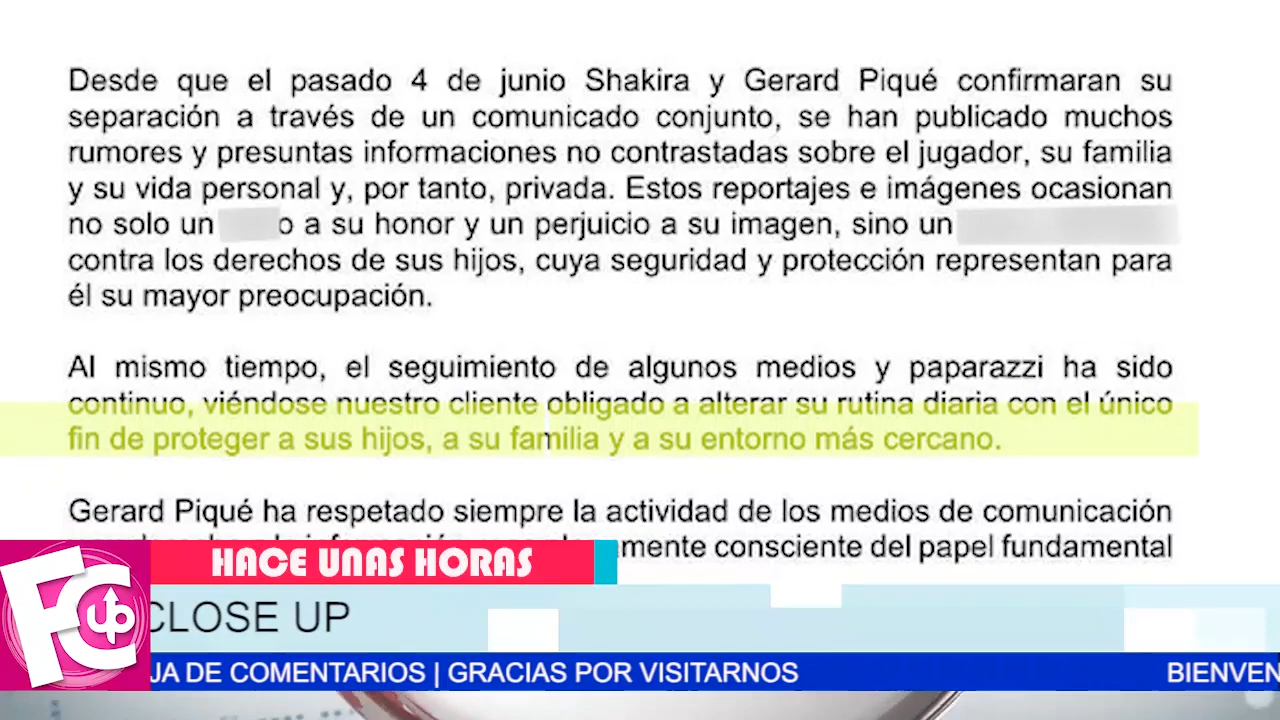 Desde que el pasado 4 de junio Shakira y Gerard Piqué confirmaran su
separación a través de un comunicado conjunto, se han publicado muchos
rumores y presuntas informaciones no contrastadas sobre el jugador, su familia
y su vida personal y, por tanto, privada. Estos reportajes e imágenes ocasionan
no solo un o a su honor y un perjuicio a su imagen, sino un
contra los derechos de sus hijos, cuya seguridad y protección representan para
él su mayor preocupación.
Al mismo tiempo, el seguimiento de algunos medios y paparazzi ha sido
continuo, viéndose nuestro cliente obligado a alterar su rutina diaria con el único
fin de proteger a sus hijos, a su familia y a su entorno más cercano.
Gerard Piqué ha respetado siempre la actividad de los medios de comunicación
mente consciente del papel fundamental
HACE UNAS HORAS
FC up
CLOSE UP
JA DE COMENTARIOS | GRACIAS POR VISITARNOS
BIENVEN